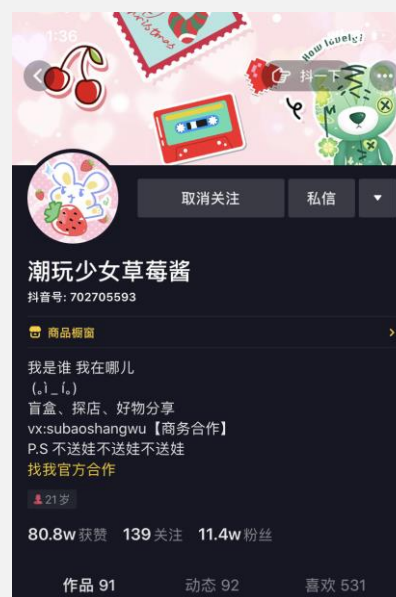 1:36
Christmas
How lovely!
抖一下
取消关注
私信
潮玩少女草莓酱
抖音号: 702705593
商品橱窗
我是谁 我在哪儿
(｡ì _ í｡)
盲盒、探店、好物分享
vx:subaoshangwu【商务合作】
P.S 不送娃不送娃不送娃
找我官方合作
21岁
80.8w获赞 139关注 11.4w粉丝
作品 91 动态 92 喜欢 531